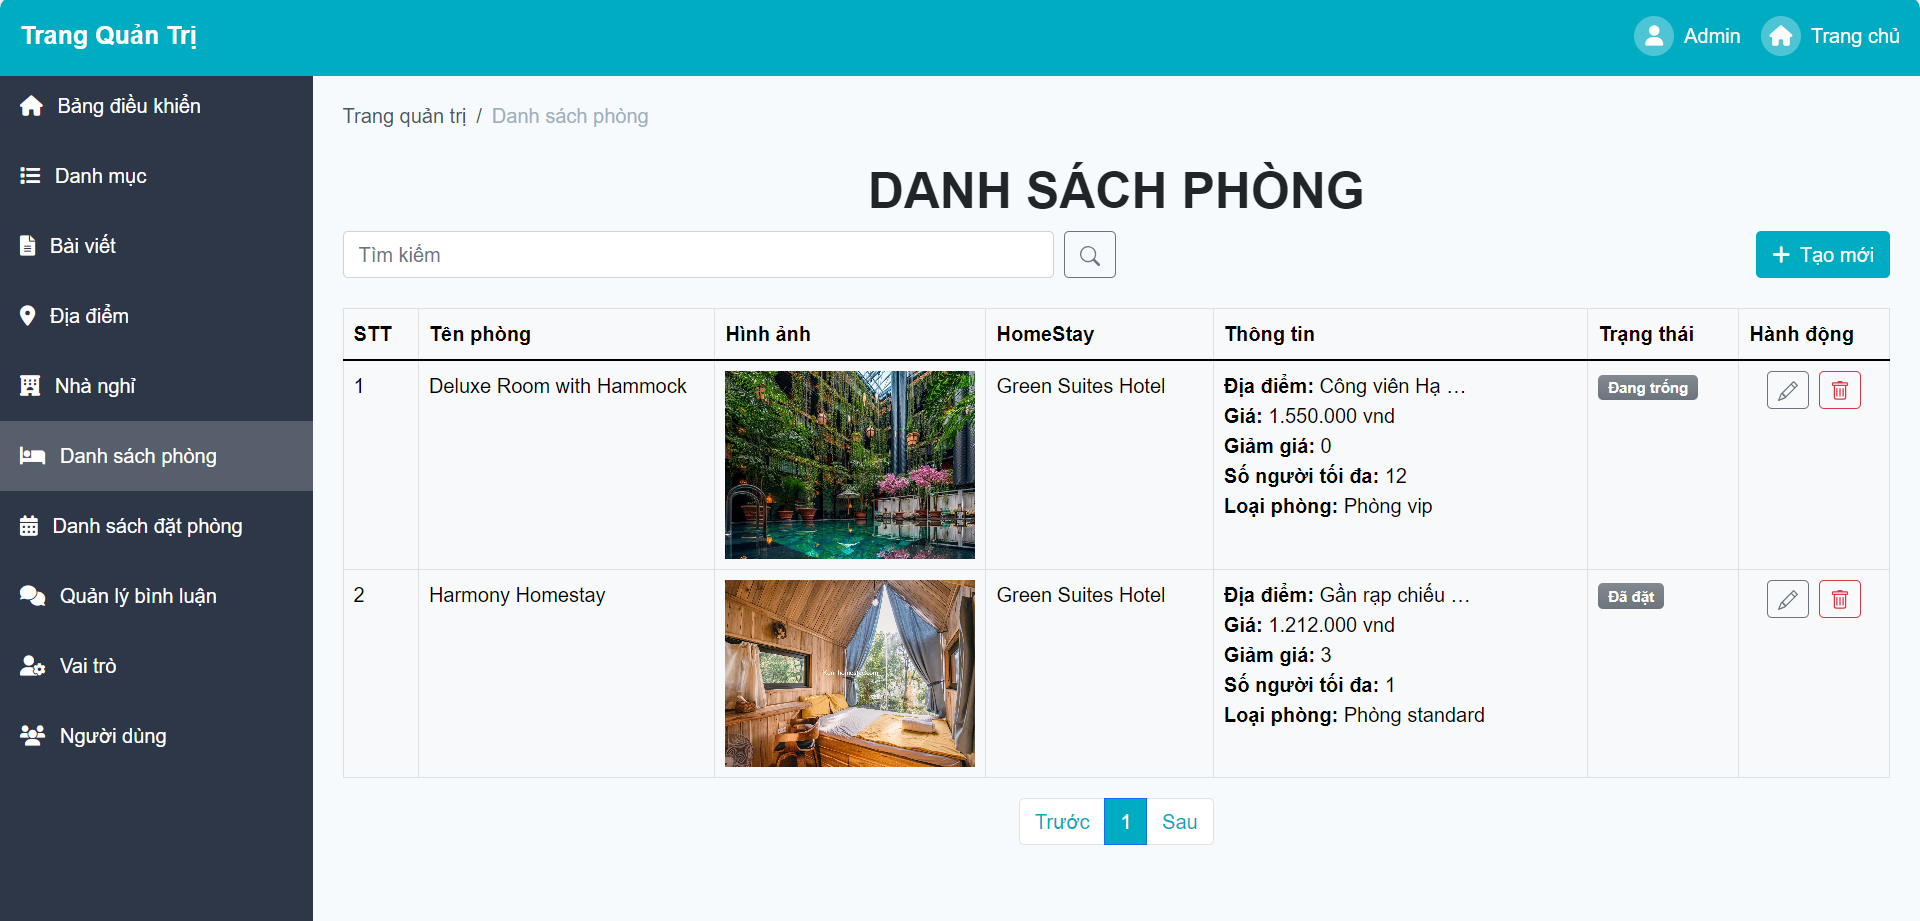 Trang Quản Trị
Admin
Trang chủ
Bảng điều khiển
Danh mục
Bài viết
Địa điểm
Nhà nghỉ
Danh sách phòng
Danh sách đặt phòng
Quản lý bình luận
Vai trò
Người dùng
Trang quản trị / Danh sách phòng
DANH SÁCH PHÒNG
Tìm kiếm
Tạo mới
STT Tên phòng Hình ảnh HomeStay Thông tin Trạng thái Hành động
1 Deluxe Room with Hammock Green Suites Hotel Địa điểm: Công viên Hạ ... Đang trống
Giá: 1.550.000 vnd
Giảm giá: 0
Số người tối đa: 12
Loại phòng: Phòng vip
2 Harmony Homestay Green Suites Hotel Địa điểm: Gần rạp chiếu ... Đã đặt
Giá: 1.212.000 vnd
Giảm giá: 3
Số người tối đa: 1
Loại phòng: Phòng standard
Trước 1 Sau